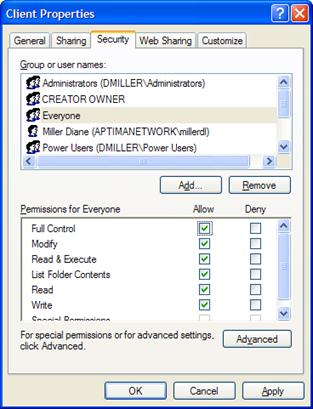 Client Properties
General Sharing Security Web Sharing Customize
Group or user names:
Administrators (DMILLER\Administrators)
CREATOR OWNER
Everyone
Miller Diane (APTIMANETWORK\millerdl)
Power Users (DMILLER\Power Users)
Add... Remove
Permissions for Everyone Allow Deny
Full Control
Modify
Read & Execute
List Folder Contents
Read
Write
Special Permissions
For special permissions or for advanced settings,
click Advanced.
Advanced
OK Cancel Apply